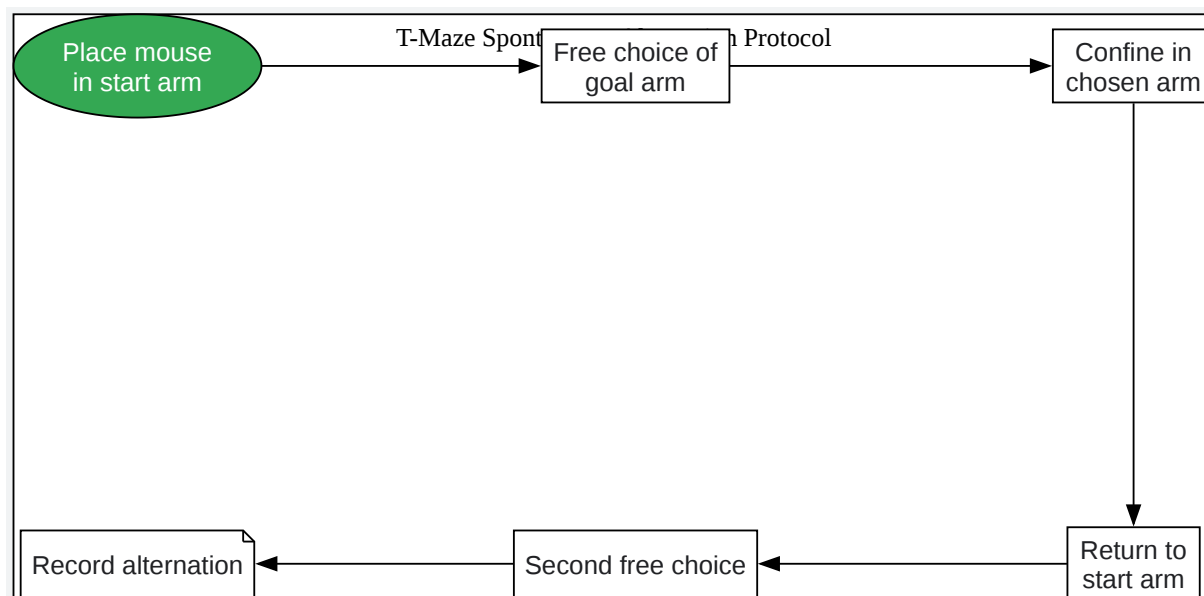 T-Maze Protocol
Place mouse
in start arm
Free choice of
goal arm
Confine in
chosen arm
Return to
start arm
Second free choice
Record alternation